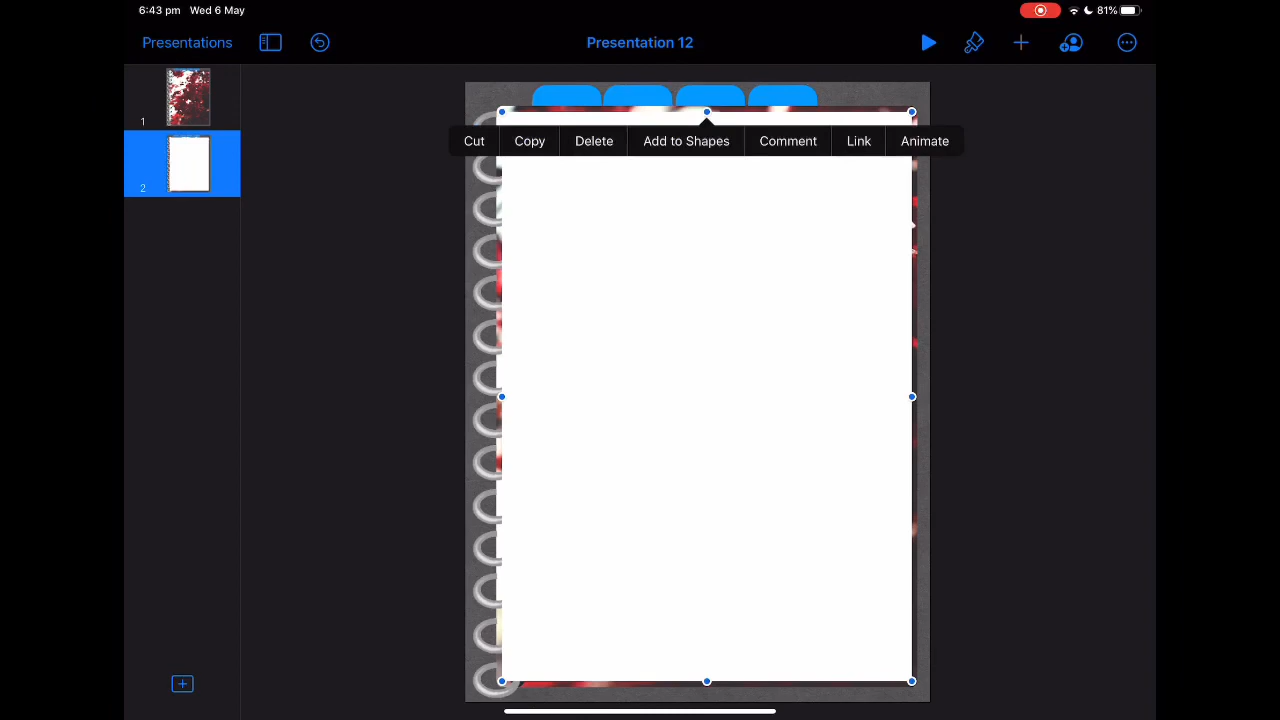 6:43 pm Wed 6 May 81%
Presentations Presentation 12
1
2
Cut Copy Delete Add to Shapes Comment Link Animate